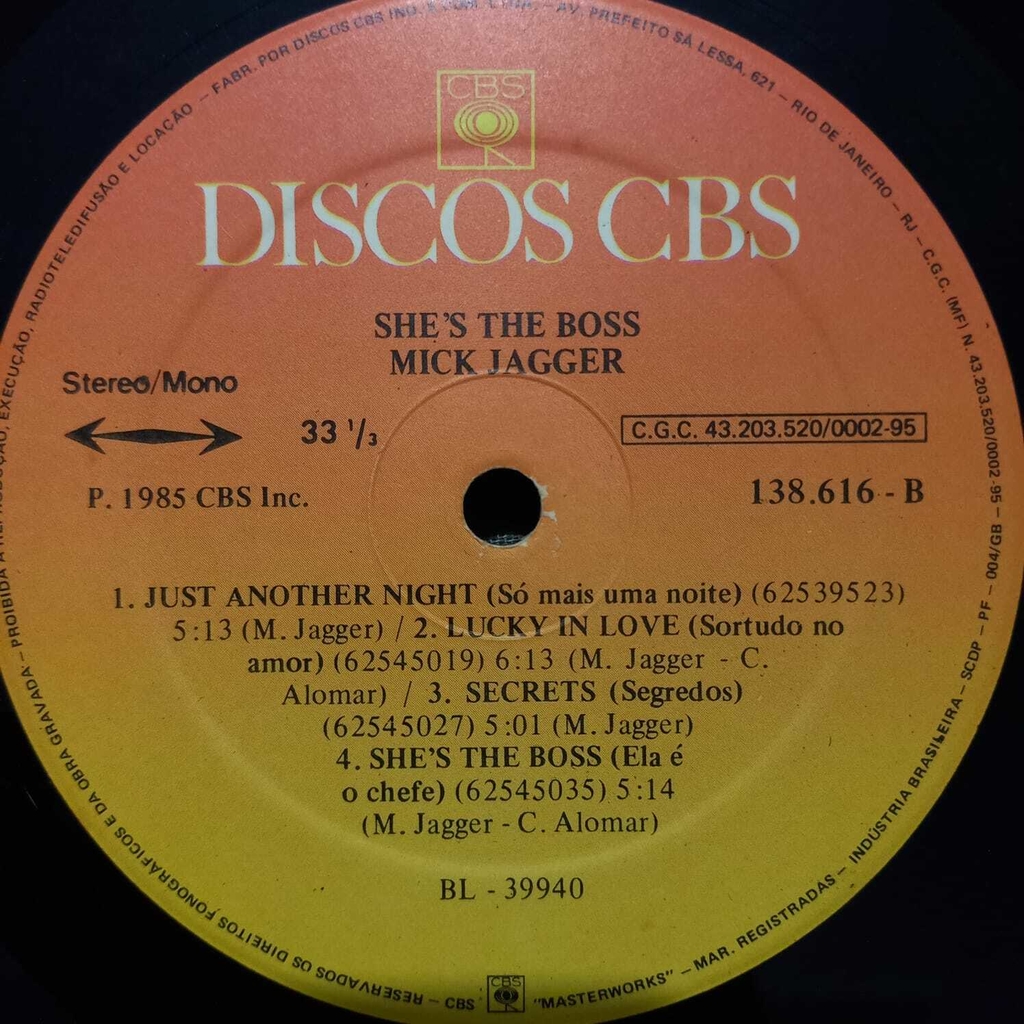 CBS
DISCOS CBS
SHE'S THE BOSS
MICK JAGGER
Stereo/Mono
33 1/3
C.G.C. 43.203.520/0002-95
P. 1985 CBS Inc.
138.616 - B
1. JUST ANOTHER NIGHT (Só mais uma noite) (62539523)
5:13 (M. Jagger) / 2. LUCKY IN LOVE (Sortudo no
amor) (62545019) 6:13 (M. Jagger - C.
Alomar) / 3. SECRETS (Segredos)
(62545027) 5:01 (M. Jagger)
4. SHE'S THE BOSS (Ela é
o chefe) (62545035) 5:14
(M. Jagger - C. Alomar)
BL - 39940
RESERVADOS OS DIREITOS FONOGRÁFICOS E DA OBRA GRAVADA - PROIBIDA A REPRODUÇÃO, EXECUÇÃO, RADIOTELEDIFUSÃO E LOCAÇÃO - FABR. POR DISCOS CBS IND. E COM. LTDA. - AV. PREFEITO SÁ LESSA, 621 - RIO DE JANEIRO - RJ - C.G.C. (MF) N. 43.203.520/0002-95 - 004/GB - PF - SCDP - INDÚSTRIA BRASILEIRA - MAR. REGISTRADAS - "MASTERWORKS" CBS - CBS